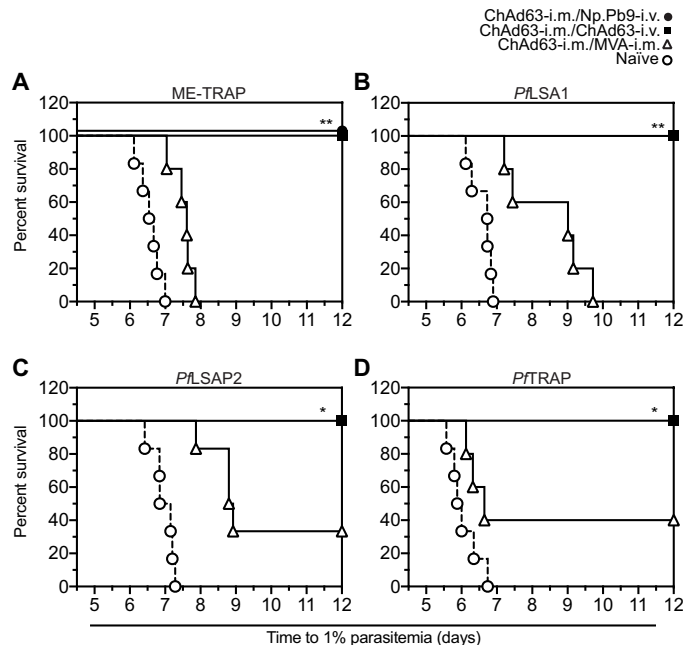 ChAd63-i.m./Np.Pb9-i.v.
ChAd63-i.m./ChAd63-i.v.
ChAd63-i.m./MVA-i.m.
Naïve
A
ME-TRAP
120
100
80
60
40
20
0
Percent survival
**
5 6 7 8 9 10 11 12
B
PfLSA1
120
100
80
60
40
20
0
**
5 6 7 8 9 10 11 12
C
PfLSAP2
120
100
80
60
40
20
0
Percent survival
*
5 6 7 8 9 10 11 12
D
PfTRAP
120
100
80
60
40
20
0
*
5 6 7 8 9 10 11 12
Time to 1% parasitemia (days)